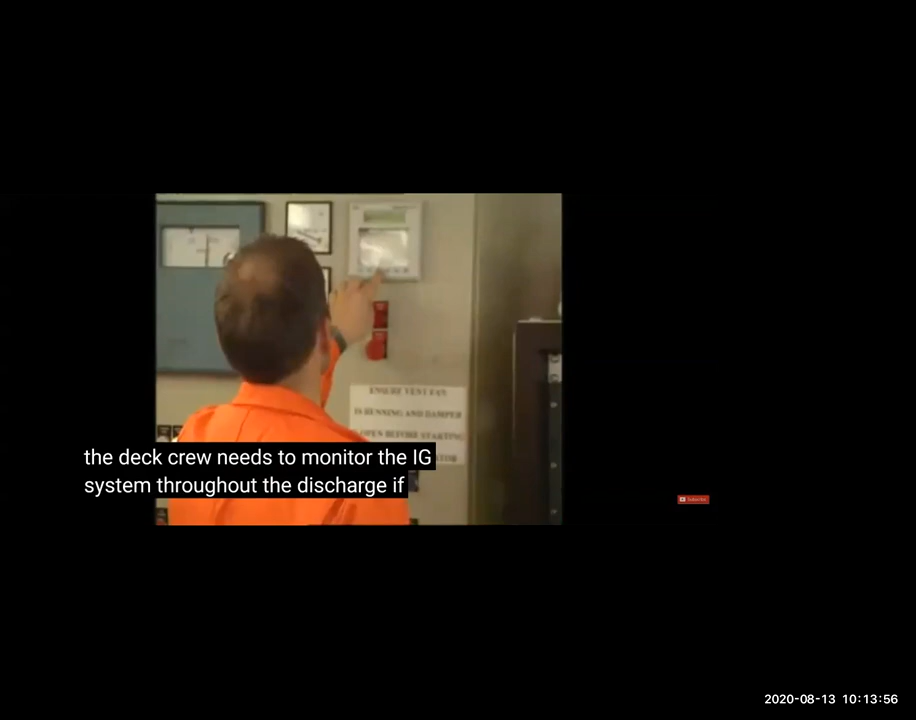 ENSURE VENT FAN
IS RUNNING AND DAMPER
OPEN BEFORE STARTING
the deck crew needs to monitor the IG
system throughout the discharge if
Subscribe
2020-08-13 10:13:56